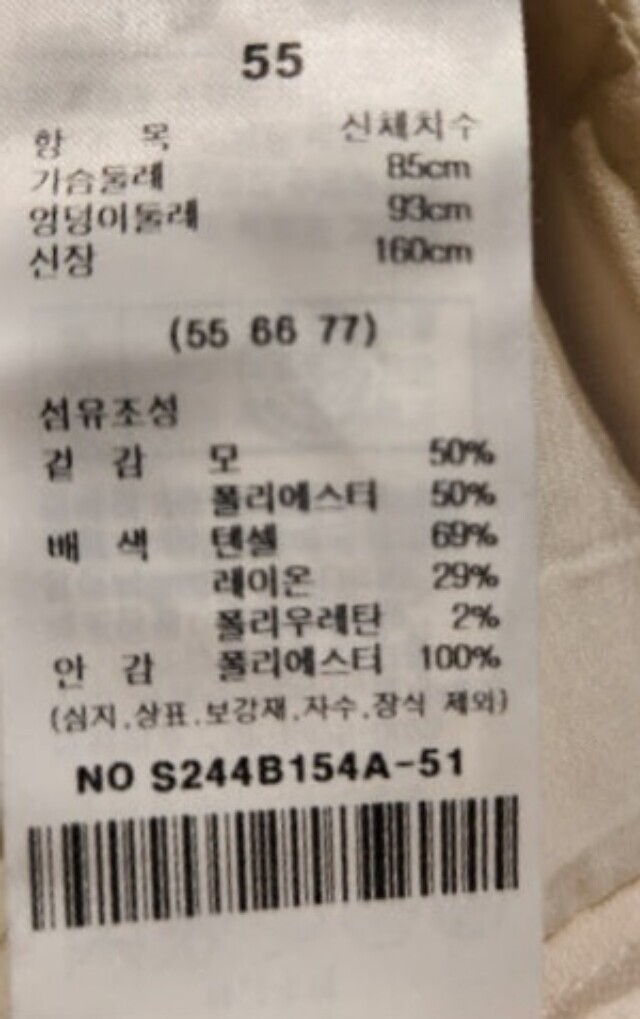 55
항 목 신체치수
가슴둘레 85cm
엉덩이둘레 93cm
신장 160cm
(55 66 77)
섬유조성
겉 감 모 50%
폴리에스터 50%
배 색 텐셀 69%
레이온 29%
폴리우레탄 2%
안 감 폴리에스터 100%
(심지,상표,보강재,자수,장식 제외)
NO S244B154A-51